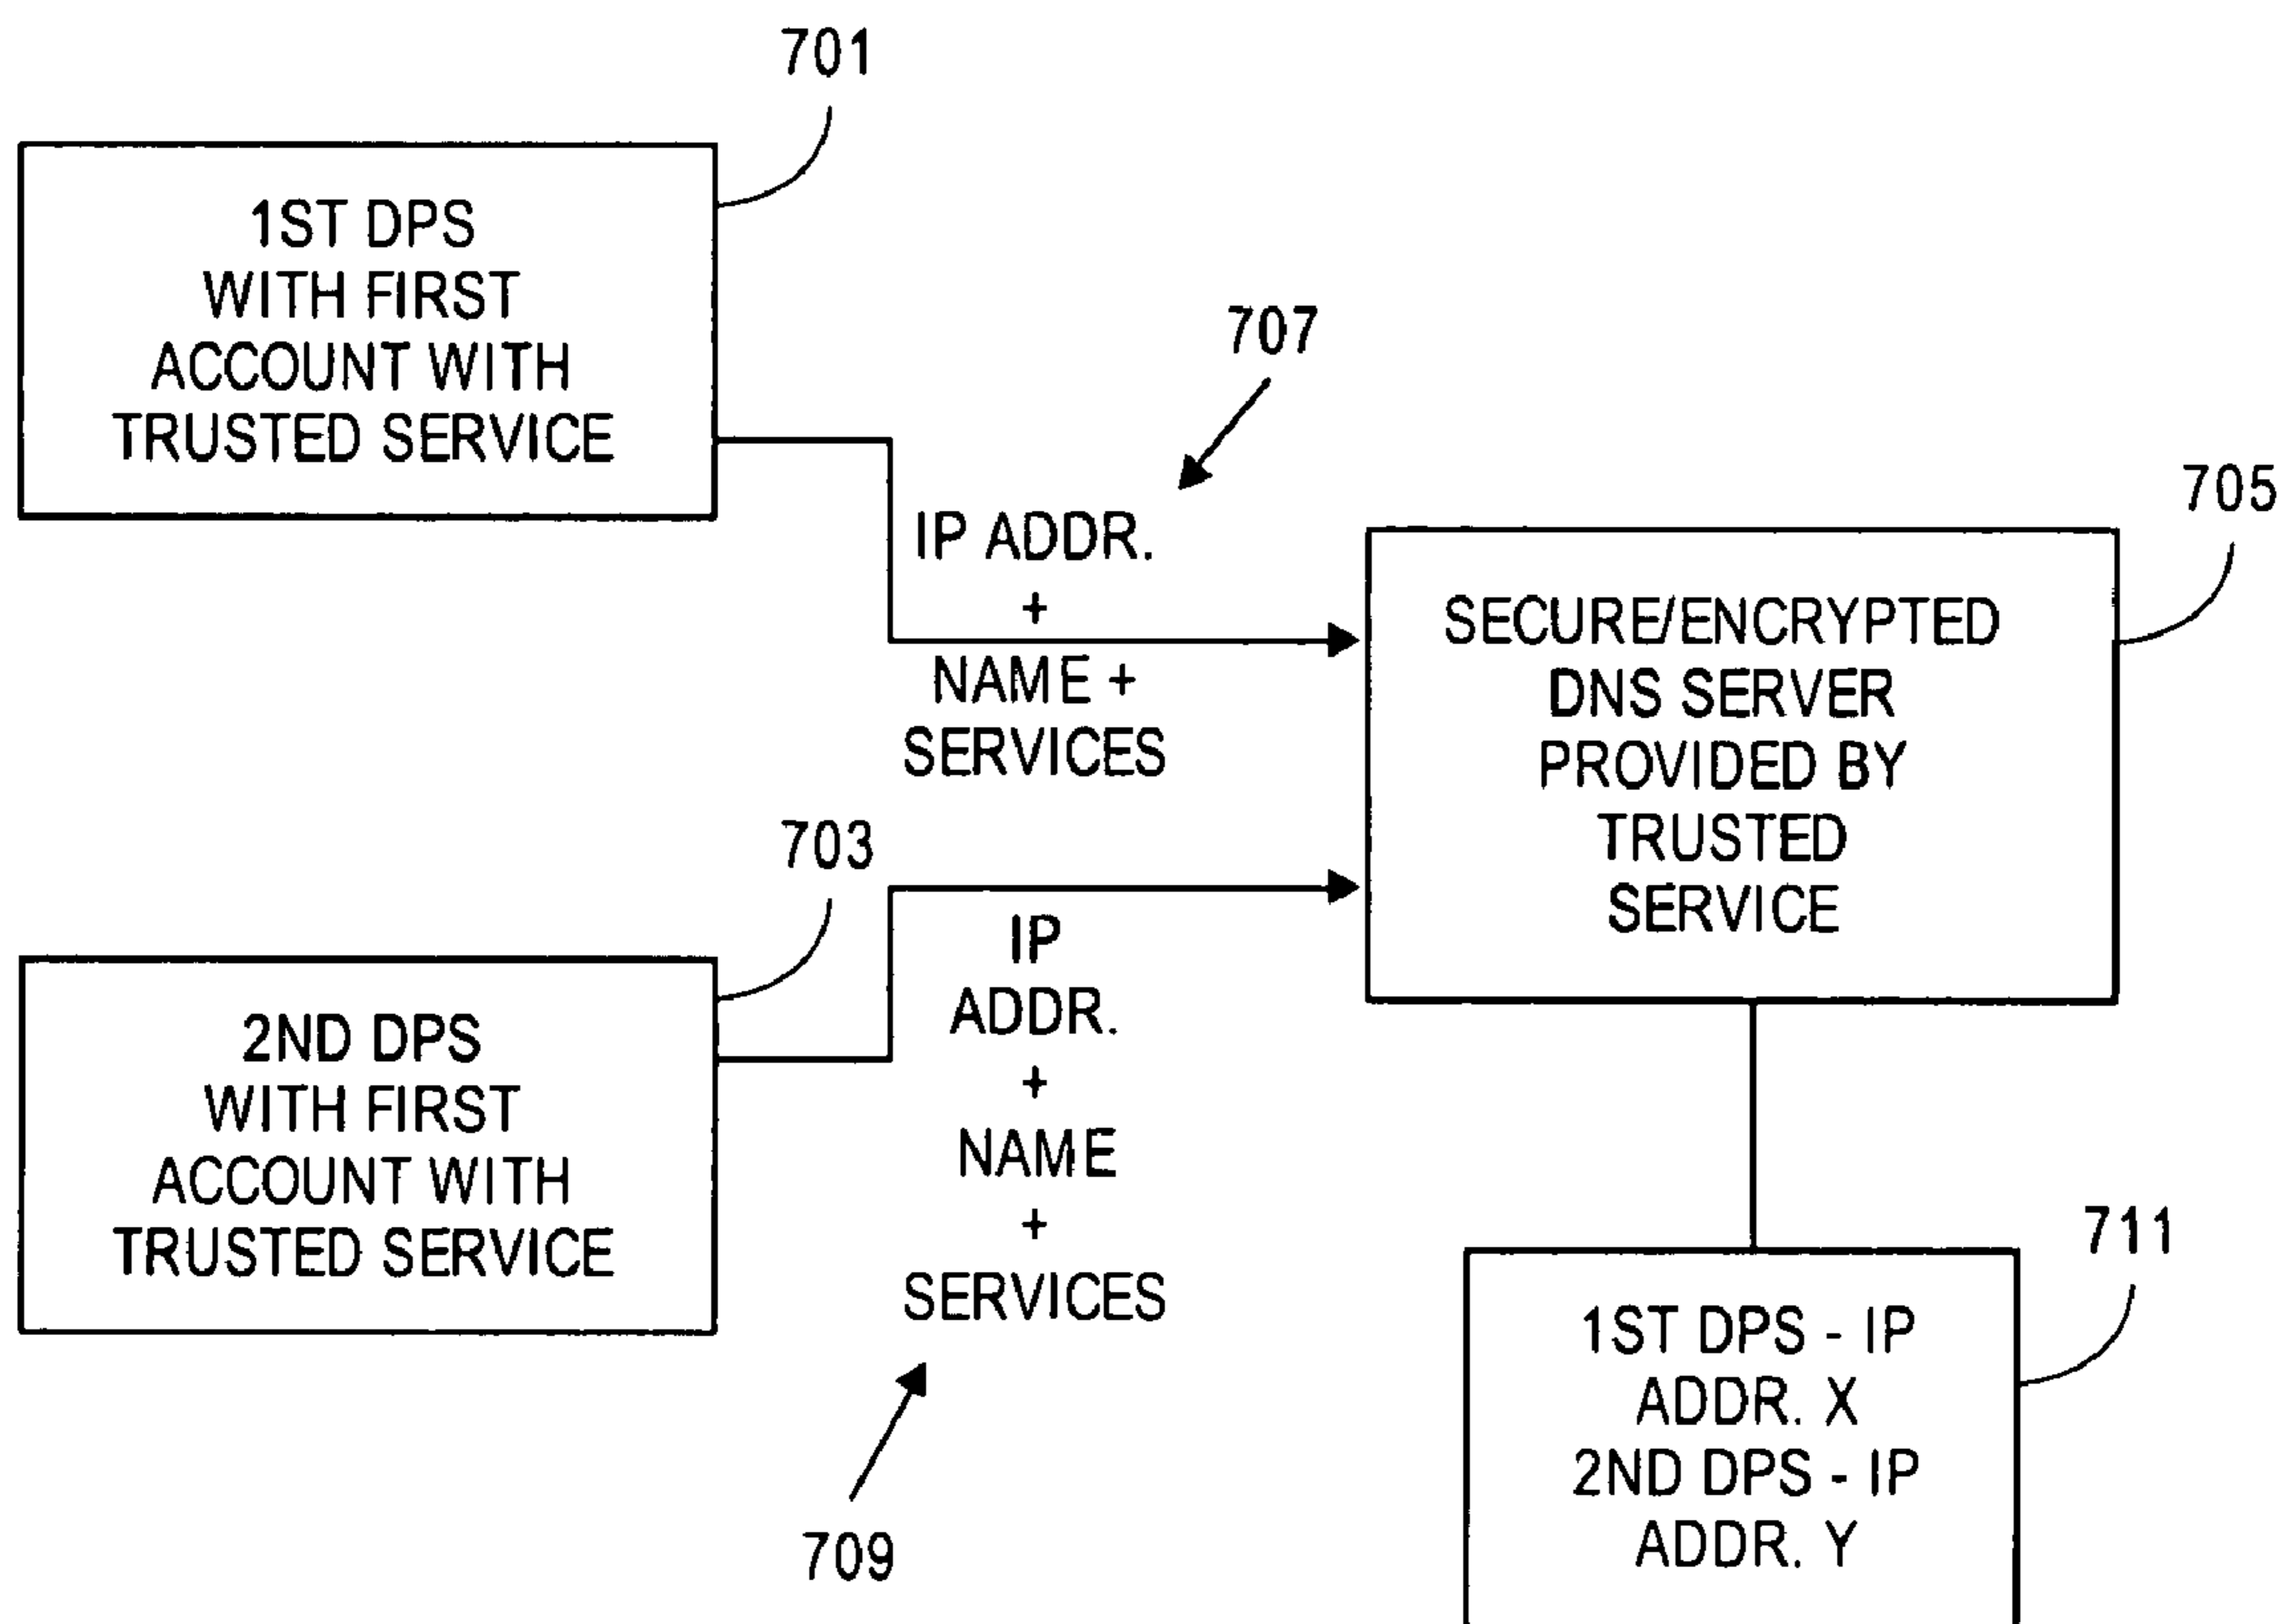 701
1ST DPS
WITH FIRST
ACCOUNT WITH
TRUSTED SERVICE
707
IP ADDR.
+
NAME +
SERVICES
705
SECURE/ENCRYPTED
DNS SERVER
PROVIDED BY
TRUSTED
SERVICE
703
2ND DPS
WITH FIRST
ACCOUNT WITH
TRUSTED SERVICE
IP
ADDR.
+
NAME
+
SERVICES
709
711
1ST DPS - IP
ADDR. X
2ND DPS - IP
ADDR. Y